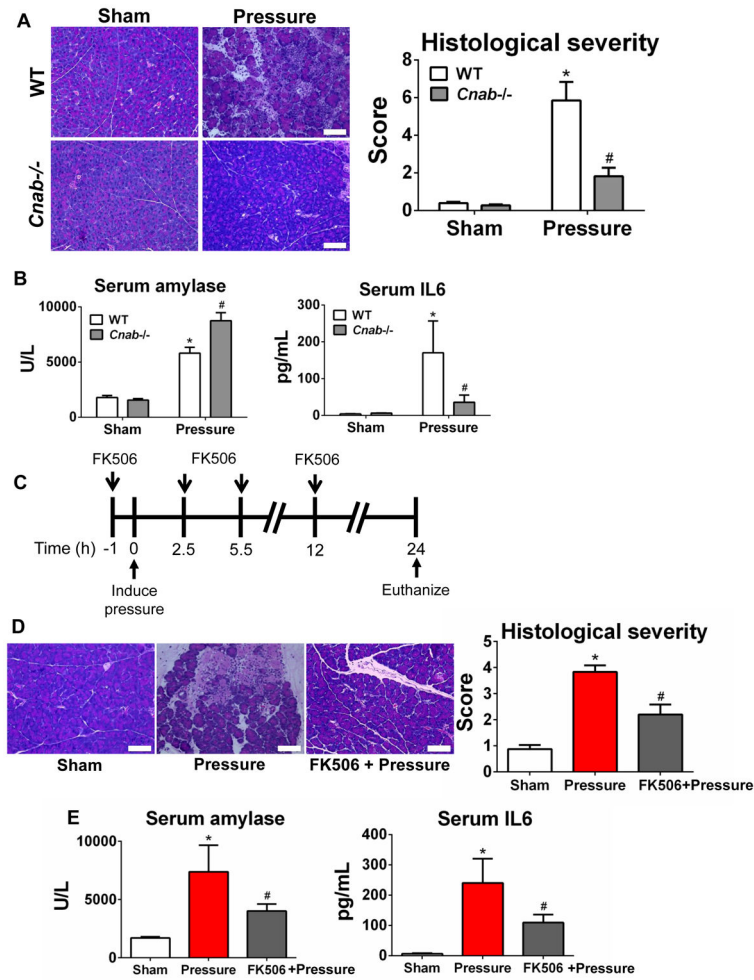 A
Sham
Pressure
WT
Cnab-/-
Histological severity
WT
Cnab-/-
Score
8
6
4
2
0
*
#
Sham
Pressure
B
Serum amylase
WT
Cnab-/-
U/L
10000
5000
0
*
#
Sham
Pressure
Serum IL6
WT
Cnab-/-
pg/mL
300
200
100
0
*
#
Sham
Pressure
C
FK506 FK506 FK506
Time (h) -1 0 2.5 5.5 12 24
Induce
pressure
Euthanize
D
Sham
Pressure
FK506 + Pressure
Histological severity
Score
5
4
3
2
1
0
*
#
Sham Pressure FK506+Pressure
E
Serum amylase
U/L
10000
5000
0
*
#
Sham Pressure FK506 +Pressure
Serum IL6
pg/mL
400
300
200
100
0
*
#
Sham Pressure FK506 +Pressure